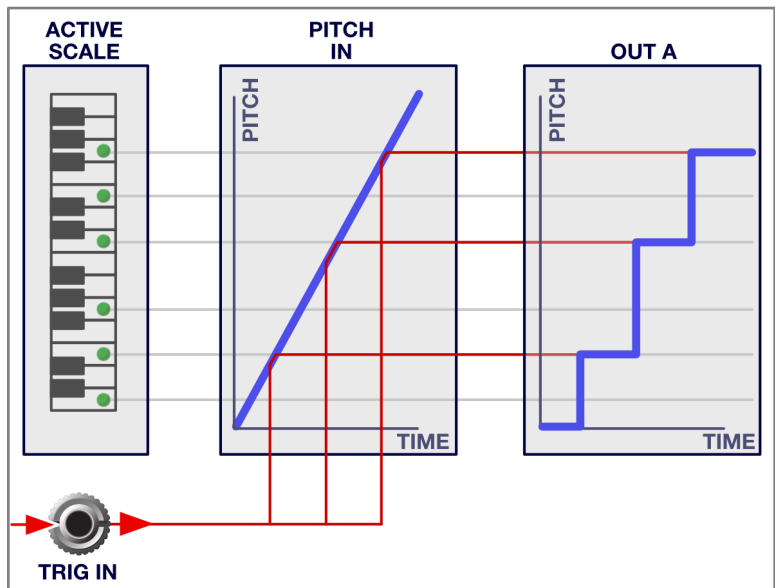 ACTIVE
SCALE
PITCH
IN
OUT A
PITCH
TIME
PITCH
TIME
TRIG IN